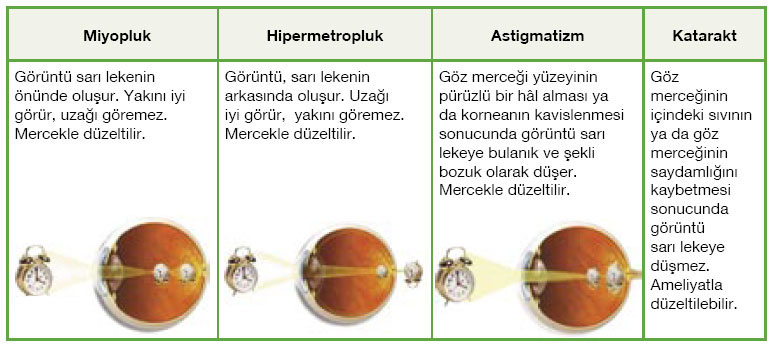 Miyopluk
Hipermetropluk
Astigmatizm
Katarakt
Görüntü sarı lekenin
önünde oluşur. Yakını iyi
görür, uzağı göremez.
Mercekle düzeltilir.
Görüntü, sarı lekenin
arkasında oluşur. Uzağı
iyi görür, yakını göremez.
Mercekle düzeltilir.
Göz merceği yüzeyinin
pürüzlü bir hâl alması ya
da korneanın kavislenmesi
sonucunda görüntü sarı
lekeye bulanık ve şekli
bozuk olarak düşer.
Mercekle düzeltilir.
Göz
merceğinin
içindeki sıvının
ya da göz
merceğinin
saydamlığını
kaybetmesi
sonucunda
görüntü
sarı lekeye
düşmez.
Ameliyatla
düzeltilebilir.